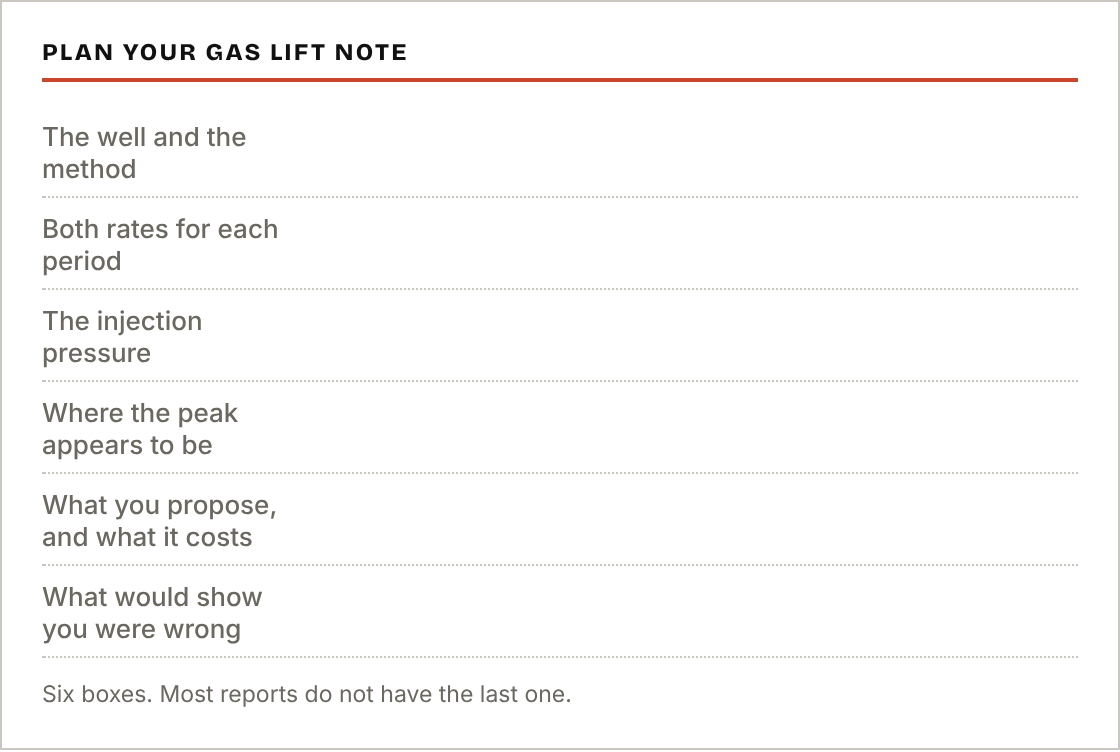 PLAN YOUR GAS LIFT NOTE
The well and the
method
Both rates for each
period
The injection
pressure
Where the peak
appears to be
What you propose,
and what it costs
What would show
you were wrong
Six boxes. Most reports do not have the last one.